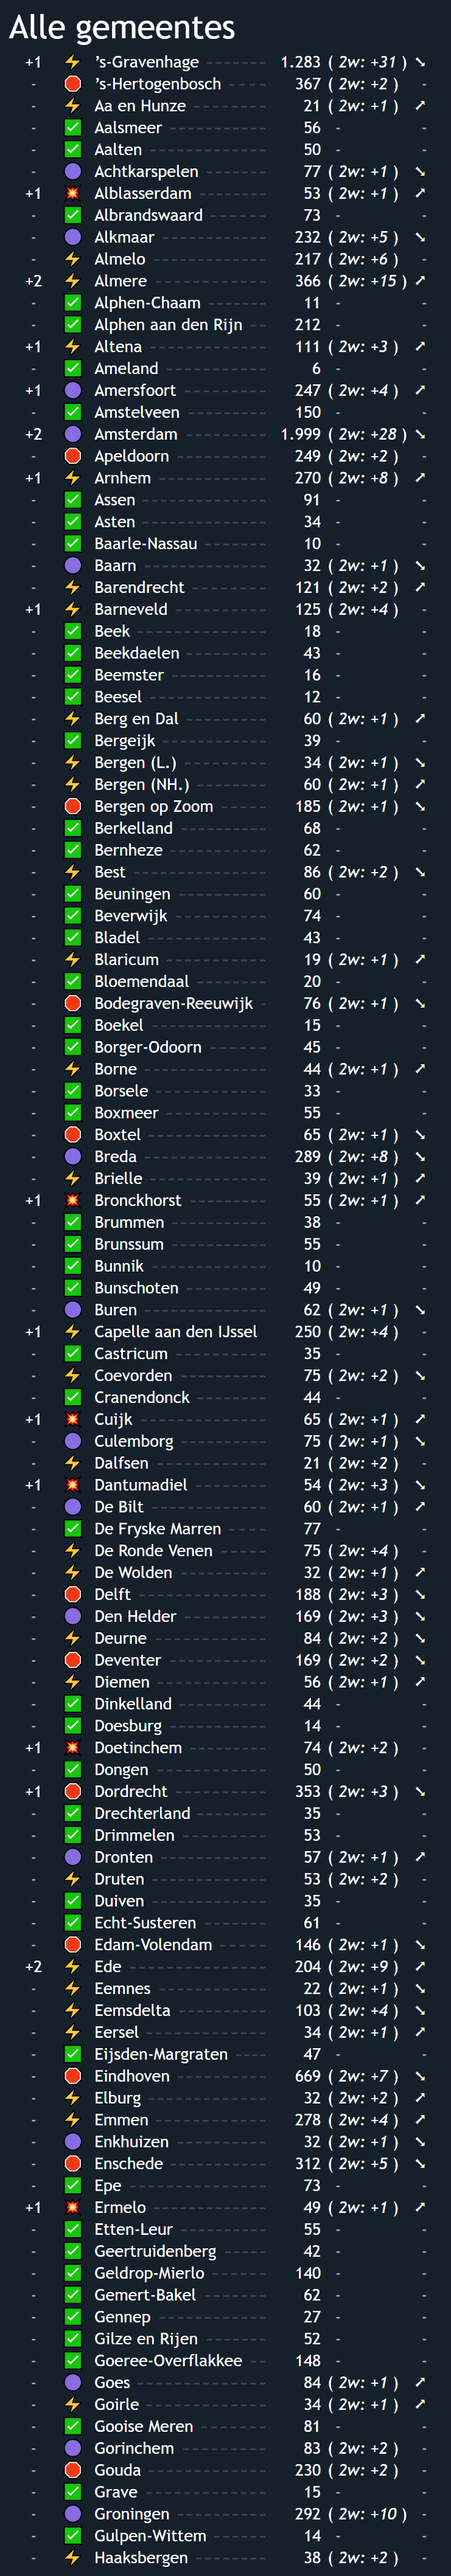 Alle gemeentes
+1 ’s-Gravenhage 1.283 ( 2w: +31 ) ➘
- ’s-Hertogenbosch 367 ( 2w: +2 ) -
- Aa en Hunze 21 ( 2w: +1 ) ➚
- Aalsmeer 56 - -
- Aalten 50 - -
- Achtkarspelen 77 ( 2w: +1 ) ➘
+1 Alblasserdam 53 ( 2w: +1 ) ➚
- Albrandswaard 73 - -
- Alkmaar 232 ( 2w: +5 ) ➘
- Almelo 217 ( 2w: +6 ) -
+2 Almere 366 ( 2w: +15 ) ➚
- Alphen-Chaam 11 - -
- Alphen aan den Rijn 212 - -
+1 Altena 111 ( 2w: +3 ) ➚
- Ameland 6 - -
+1 Amersfoort 247 ( 2w: +4 ) ➚
- Amstelveen 150 - -
+2 Amsterdam 1.999 ( 2w: +28 ) ➘
- Apeldoorn 249 ( 2w: +2 ) -
+1 Arnhem 270 ( 2w: +8 ) ➚
- Assen 91 - -
- Asten 34 - -
- Baarle-Nassau 10 - -
- Baarn 32 ( 2w: +1 ) ➘
- Barendrecht 121 ( 2w: +2 ) ➚
+1 Barneveld 125 ( 2w: +4 ) -
- Beek 18 - -
- Beekdaelen 43 - -
- Beemster 16 - -
- Beesel 12 - -
- Berg en Dal 60 ( 2w: +1 ) ➚
- Bergeijk 39 - -
- Bergen (L.) 34 ( 2w: +1 ) ➘
- Bergen (NH.) 60 ( 2w: +1 ) ➚
- Bergen op Zoom 185 ( 2w: +1 ) ➘
- Berkelland 68 - -
- Bernheze 62 - -
- Best 86 ( 2w: +2 ) ➘
- Beuningen 60 - -
- Beverwijk 74 - -
- Bladel 43 - -
- Blaricum 19 ( 2w: +1 ) ➚
- Bloemendaal 20 - -
- Bodegraven-Reeuwijk 76 ( 2w: +1 ) ➘
- Boekel 15 - -
- Borger-Odoorn 45 - -
- Borne 44 ( 2w: +1 ) ➚
- Borsele 33 - -
- Boxmeer 55 - -
- Boxtel 65 ( 2w: +1 ) ➘
- Breda 289 ( 2w: +8 ) ➘
- Brielle 39 ( 2w: +1 ) ➚
+1 Bronckhorst 55 ( 2w: +1 ) ➚
- Brummen 38 - -
- Brunssum 55 - -
- Bunnik 10 - -
- Bunschoten 49 - -
- Buren 62 ( 2w: +1 ) ➘
+1 Capelle aan den IJssel 250 ( 2w: +4 ) -
- Castricum 35 - -
- Coevorden 75 ( 2w: +2 ) ➘
- Cranendonck 44 - -
+1 Cuijk 65 ( 2w: +1 ) ➚
- Culemborg 75 ( 2w: +1 ) ➘
- Dalfsen 21 ( 2w: +2 ) -
+1 Dantumadiel 54 ( 2w: +3 ) ➘
- De Bilt 60 ( 2w: +1 ) ➚
- De Fryske Marren 77 - -
- De Ronde Venen 75 ( 2w: +4 ) -
- De Wolden 32 ( 2w: +1 ) ➚
- Delft 188 ( 2w: +3 ) ➘
- Den Helder 169 ( 2w: +3 ) ➘
- Deurne 84 ( 2w: +2 ) ➘
- Deventer 169 ( 2w: +2 ) ➘
- Diemen 56 ( 2w: +1 ) ➚
- Dinkelland 44 - -
- Doesburg 14 - -
+1 Doetinchem 74 ( 2w: +2 ) -
- Dongen 50 - -
+1 Dordrecht 353 ( 2w: +3 ) ➘
- Drechterland 35 - -
- Drimmelen 53 - -
- Dronten 57 ( 2w: +1 ) ➚
- Druten 53 ( 2w: +2 ) -
- Duiven 35 - -
- Echt-Susteren 61 - -
- Edam-Volendam 146 ( 2w: +1 ) ➘
+2 Ede 204 ( 2w: +9 ) ➚
- Eemnes 22 ( 2w: +1 ) ➘
- Eemsdelta 103 ( 2w: +4 ) ➘
- Eersel 34 ( 2w: +1 ) ➚
- Eijsden-Margraten 47 - -
- Eindhoven 669 ( 2w: +7 ) ➘
- Elburg 32 ( 2w: +2 ) ➚
- Emmen 278 ( 2w: +4 ) ➚
- Enkhuizen 32 ( 2w: +1 ) ➘
- Enschede 312 ( 2w: +5 ) ➘
- Epe 73 - -
+1 Ermelo 49 ( 2w: +1 ) ➚
- Etten-Leur 55 - -
- Geertruidenberg 42 - -
- Geldrop-Mierlo 140 - -
- Gemert-Bakel 62 - -
- Gennep 27 - -
- Gilze en Rijen 52 - -
- Goeree-Overflakkee 148 - -
- Goes 84 ( 2w: +1 ) ➚
- Goirle 34 ( 2w: +1 ) ➚
- Gooise Meren 81 - -
- Gorinchem 83 ( 2w: +2 ) -
- Gouda 230 ( 2w: +2 ) -
- Grave 15 - -
- Groningen 292 ( 2w: +10 ) -
- Gulpen-Wittem 14 - -
- Haaksbergen 38 ( 2w: +2 ) -